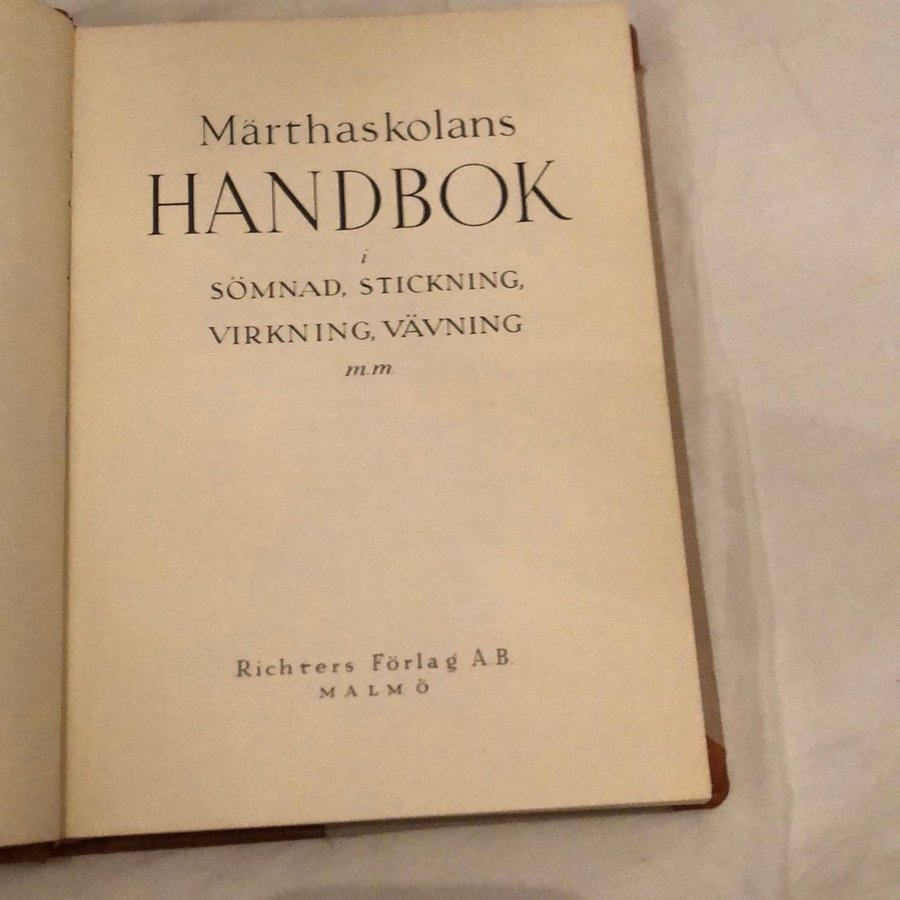 Märthaskolans
HANDBOK
i
SÖMNAD, STICKNING,
VIRKNING, VÄVNING
m.m.
Richters Förlag A.B.
MALMÖ